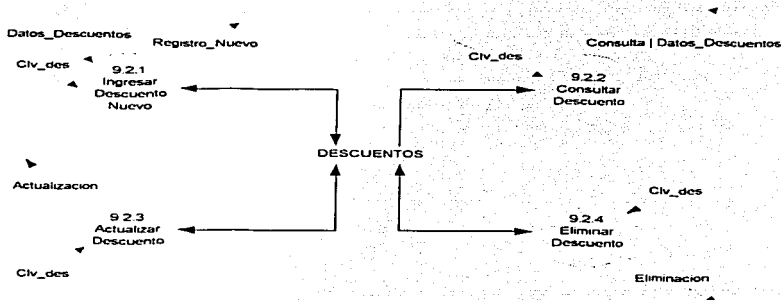 Datos_Descuentos
Registro_Nuevo
Clv_des
9.2.1
Ingresar
Descuento
Nuevo
Consulta | Datos_Descuentos
Clv_des
9.2.2
Consultar
Descuento
DESCUENTOS
Actualizacion
9.2.3
Actualizar
Descuento
Clv_des
Clv_des
9.2.4
Eliminar
Descuento
Eliminacion